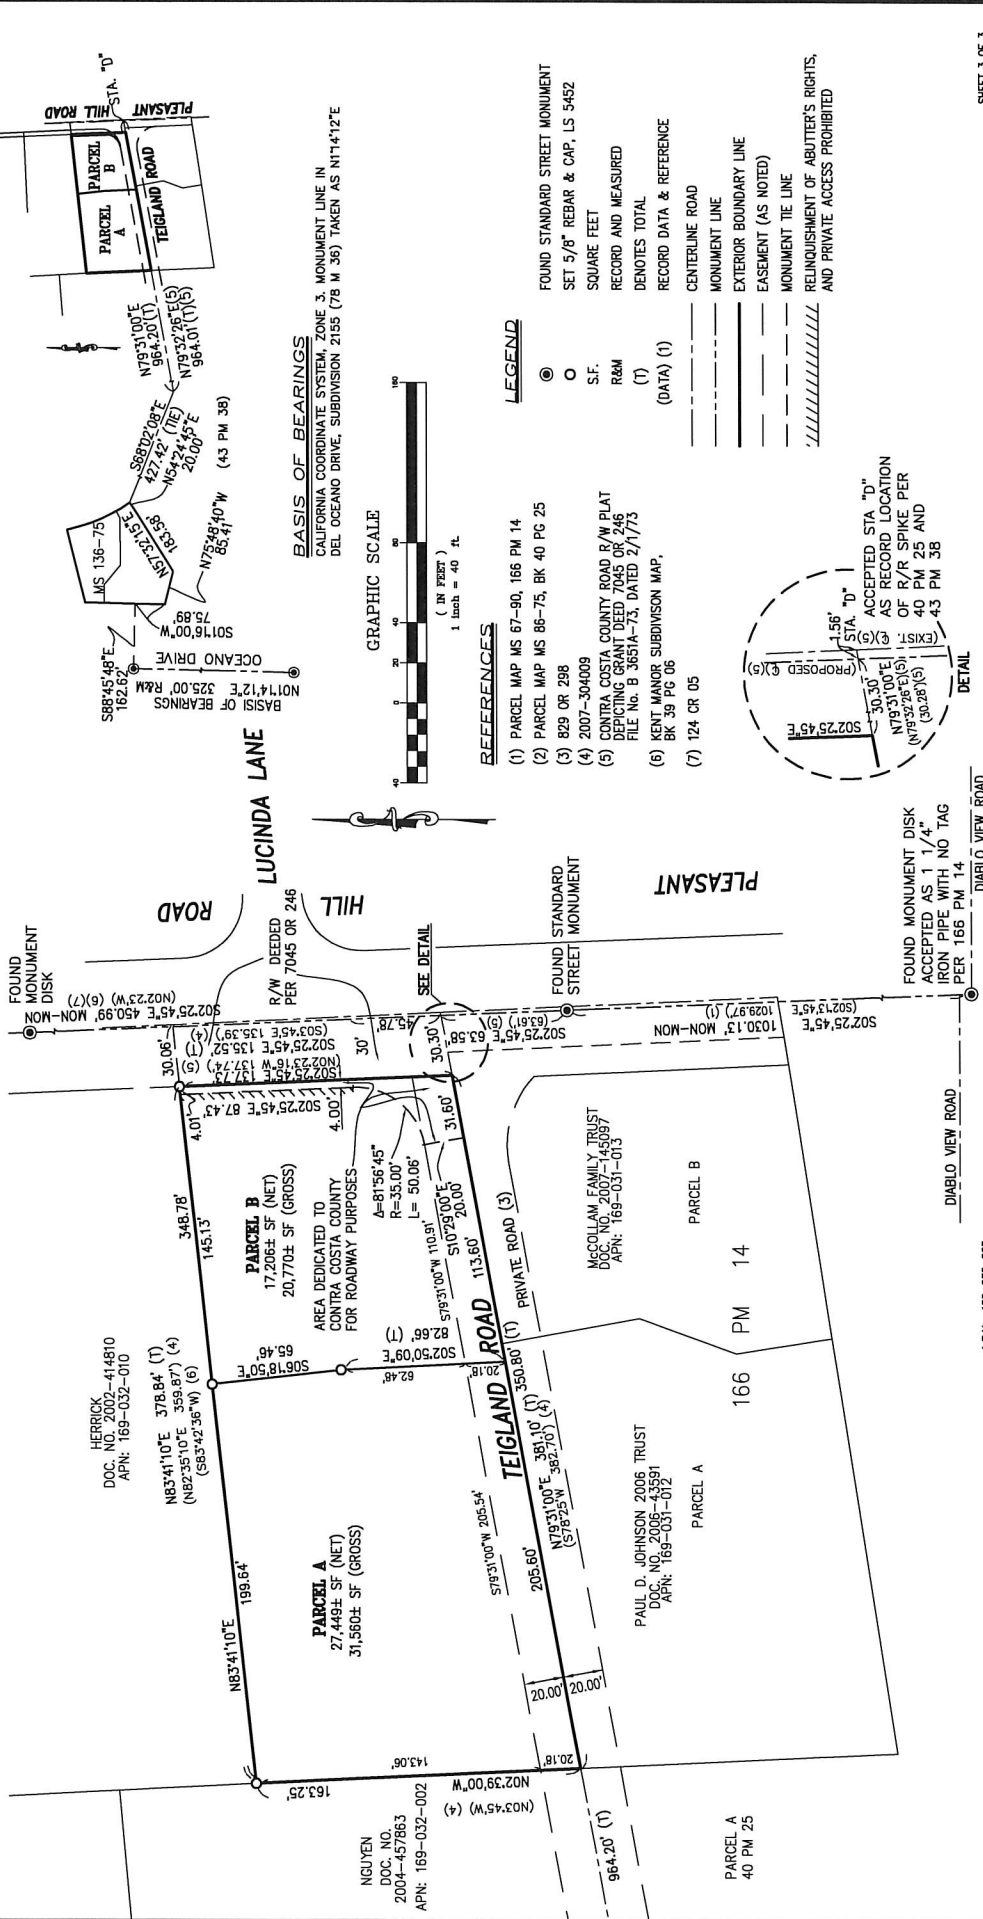 SHEET 3 OF 3
PLEASANT HILL ROAD
STA. "D"
PARCEL B
PARCEL A
TEIGLAND ROAD
N79°31'00"E
964.20'(T)
N79°32'26"E(5)
964.01'(T)(5)
S68°02'08"E
427.42' (TIE)
N54°24'45"E
20.00'
(43 PM 38)
MS 136-75
N57°32'15"E
183.58'
N75°48'40"W
85.41'
S01°16'00"W
75.89'
S88°45'48"E
162.62'
OCEANO DRIVE
N01°14'12"E 325.00' R&M
BASISI OF BEARINGS
BASIS OF BEARINGS
CALIFORNIA COORDINATE SYSTEM, ZONE 3. MONUMENT LINE IN
DEL OCEANO DRIVE, SUBDIVISION 2155 (78 M 36) TAKEN AS N1°14'12"E
GRAPHIC SCALE
40 0 20 40 80 160
( IN FEET )
1 inch = 40 ft.
LEGEND
FOUND STANDARD STREET MONUMENT
SET 5/8" REBAR & CAP, LS 5452
S.F. SQUARE FEET
R&M RECORD AND MEASURED
(T) DENOTES TOTAL
(DATA) (1) RECORD DATA & REFERENCE
CENTERLINE ROAD
MONUMENT LINE
EXTERIOR BOUNDARY LINE
EASEMENT (AS NOTED)
MONUMENT TIE LINE
RELINQUISHMENT OF ABUTTER'S RIGHTS,
AND PRIVATE ACCESS PROHIBITED
REFERENCES
(1) PARCEL MAP MS 67-90, 166 PM 14
(2) PARCEL MAP MS 86-75, BK 40 PG 25
(3) 829 OR 298
(4) 2007-304009
(5) CONTRA COSTA COUNTY ROAD R/W PLAT
DEPICTING GRANT DEED 7045 OR 246
FILE No. B 3651A-73, DATED 2/1/73
(6) KENT MANOR SUBDIVISON MAP,
BK 39 PG 06
(7) 124 CR 05
ACCEPTED STA "D"
AS RECORD LOCATION
OF R/R SPIKE PER
40 PM 25 AND
43 PM 38
1.56'
STA. "D"
(EXIST. ℄)(5)
(PROPOSED ℄)(5)
30.30'
N79°31'00"E
(N79°32'26"E)(5)
(30.28')(5)
S02°25'45"E
DETAIL
LUCINDA LANE
PLEASANT HILL ROAD
FOUND
MONUMENT
DISK
(N02°23'W) (6)(7)
S02°25'45"E 450.99' MON-MON
R/W DEEDED
PER 7045 OR 246
SEE DETAIL
FOUND STANDARD
STREET MONUMENT
FOUND MONUMENT DISK
ACCEPTED AS 1 1/4"
IRON PIPE WITH NO TAG
PER 166 PM 14
DIABLO VIEW ROAD
DIABLO VIEW ROAD
30.06'
(S03°45'E 135.39') (4)
S02°25'45"E 135.52' (T)
(N02°23'16"W 137.74') (5)
S02°25'45"E 137.73'
30'
45.78'
30.30'
63.58'
(63.61') (5)
S02°25'45"E
1030.13' MON-MON
(1029.97') (1)
S02°25'45"E
(S02°13'45"E)
4.01'
S02°25'45"E 87.43'
4.00'
31.60'
348.78'
145.13'
PARCEL B
17,206± SF (NET)
20,770± SF (GROSS)
AREA DEDICATED TO
CONTRA COSTA COUNTY
FOR ROADWAY PURPOSES
Δ=81°56'45"
R=35.00'
L= 50.06'
S79°31'00"W 110.91'
S10°29'00"E
20.00'
113.60'
PRIVATE ROAD (3)
S06°18'50"E
65.46'
S02°50'09"E
82.66' (T)
62.48'
20.18'
TEIGLAND ROAD
350.80' (T)
N79°31'00"E 381.10' (T)
(S78°25'W 382.70') (4)
S79°31'00"W 205.54'
205.60'
20.00'
20.00'
20.18'
HERRICK
DOC. NO. 2002-414810
APN: 169-032-010
N83°41'10"E 378.84' (T)
(N82°35'10"E 359.87') (4)
(S83°42'36"W) (6)
N83°41'10"E
199.64'
PARCEL A
27,449± SF (NET)
31,560± SF (GROSS)
163.25'
143.06'
N02°39'00"W
(N03°45'W) (4)
NGUYEN
DOC. NO.
2004-457863
APN: 169-032-002
964.20' (T)
PARCEL A
40 PM 25
McCOLLAM FAMILY TRUST
DOC. NO. 2007-145097
APN: 169-031-013
PARCEL B
166 PM 14
PAUL D. JOHNSON 2006 TRUST
DOC. NO. 2006-43591
APN: 169-031-012
PARCEL A